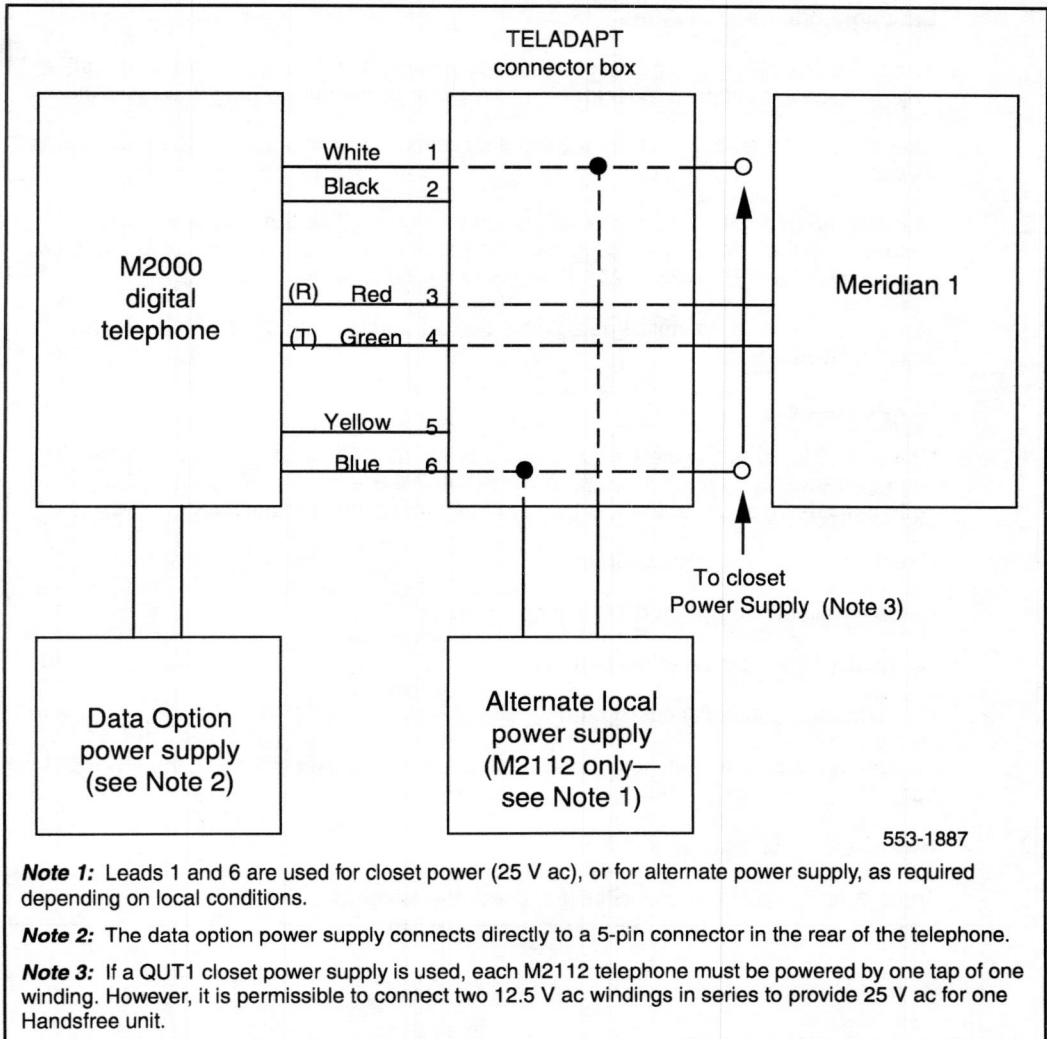 TELADAPT
connector box
White 1
Black 2
M2000
digital
telephone
(R) Red 3
(T) Green 4
Meridian 1
Yellow 5
Blue 6
To closet
Power Supply (Note 3)
Data Option
power supply
(see Note 2)
Alternate local
power supply
(M2112 only—
see Note 1)
553-1887
Note 1: Leads 1 and 6 are used for closet power (25 V ac), or for alternate power supply, as required
depending on local conditions.
Note 2: The data option power supply connects directly to a 5-pin connector in the rear of the telephone.
Note 3: If a QUT1 closet power supply is used, each M2112 telephone must be powered by one tap of one
winding. However, it is permissible to connect two 12.5 V ac windings in series to provide 25 V ac for one
Handsfree unit.